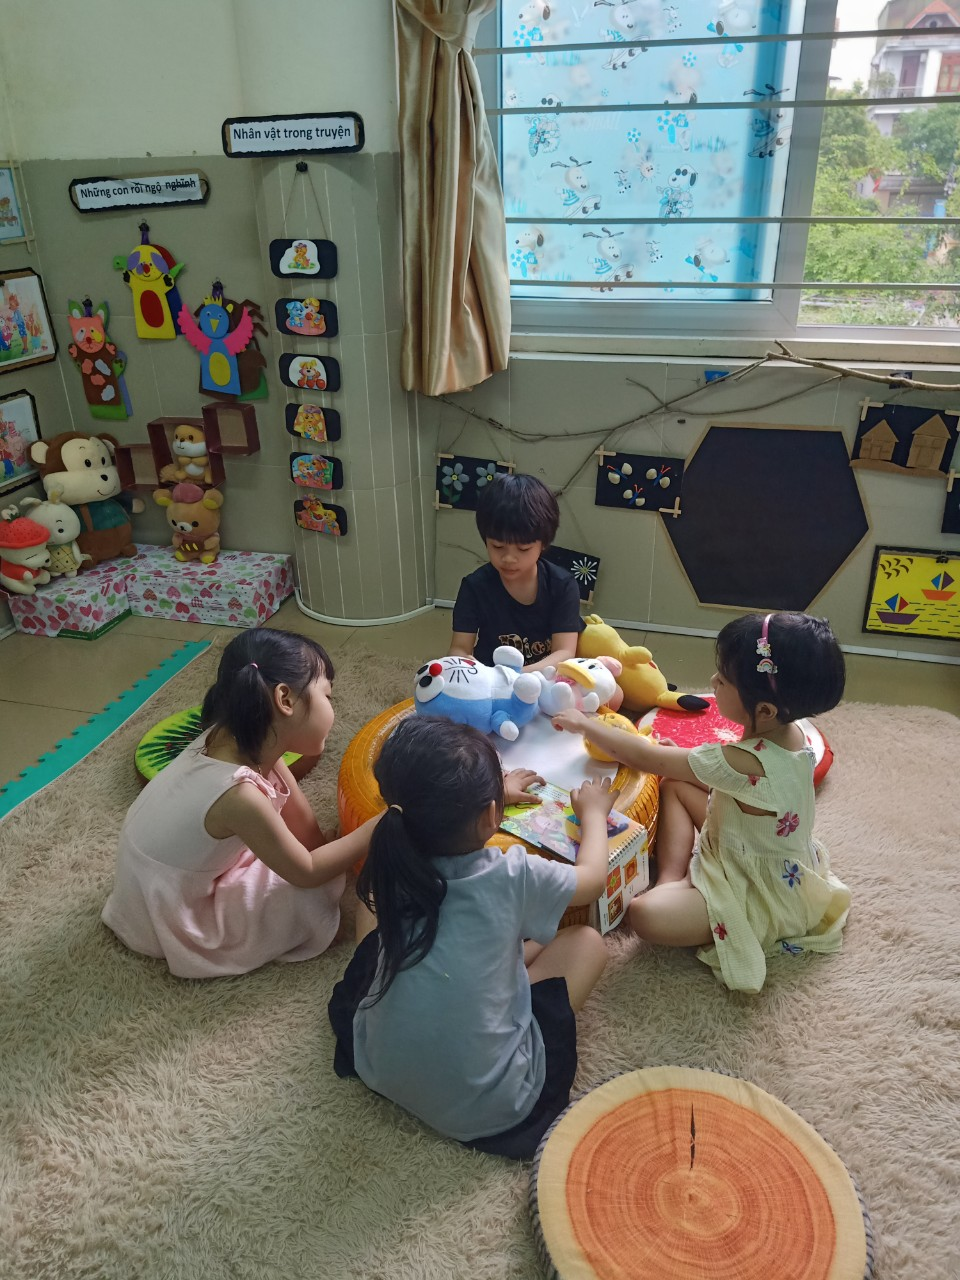 Nhân vật trong truyện
Những con rối ngộ nghĩnh